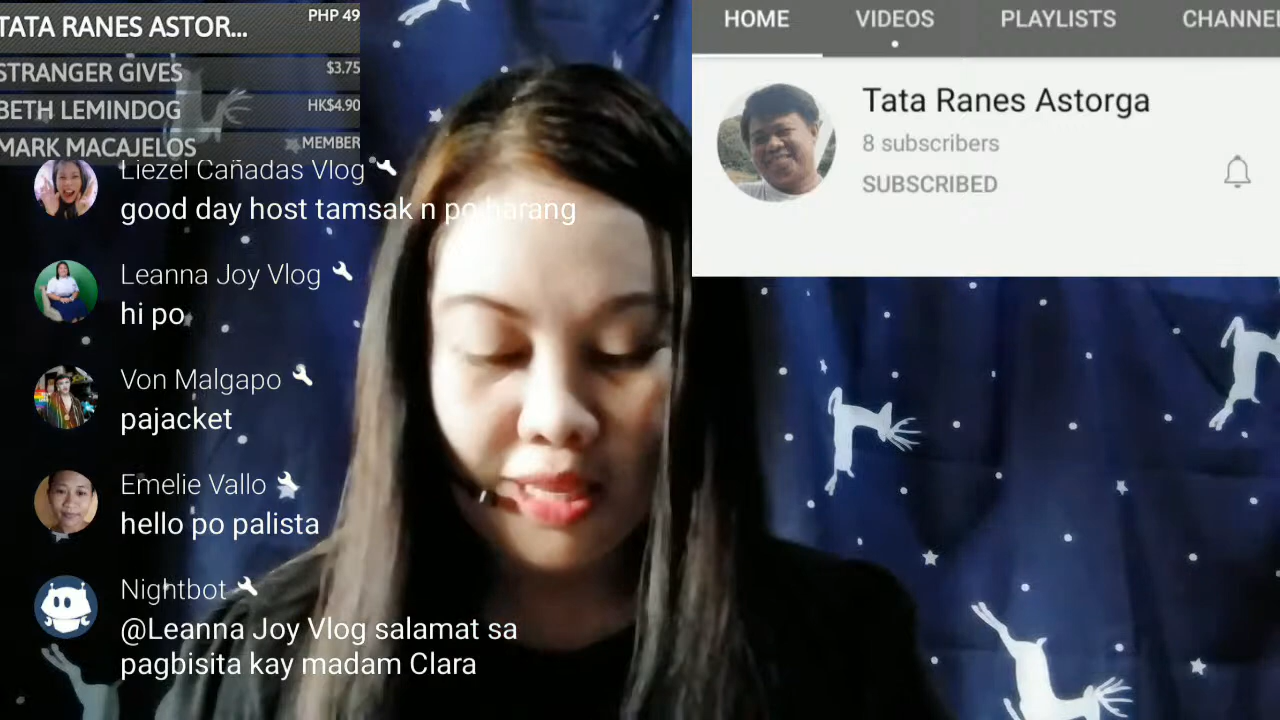 TATA RANES ASTOR... PHP 49
STRANGER GIVES $3.75
BETH LEMINDOG HK$4.90
MARK MACAJELOS MEMBER
Liezel Cañadas Vlog
good day host tamsak n po harang
Leanna Joy Vlog
hi po
Von Malgapo
pajacket
Emelie Vallo
hello po palista
Nightbot
@Leanna Joy Vlog salamat sa
pagbisita kay madam Clara
HOME VIDEOS PLAYLISTS CHANNEL
Tata Ranes Astorga
8 subscribers
SUBSCRIBED